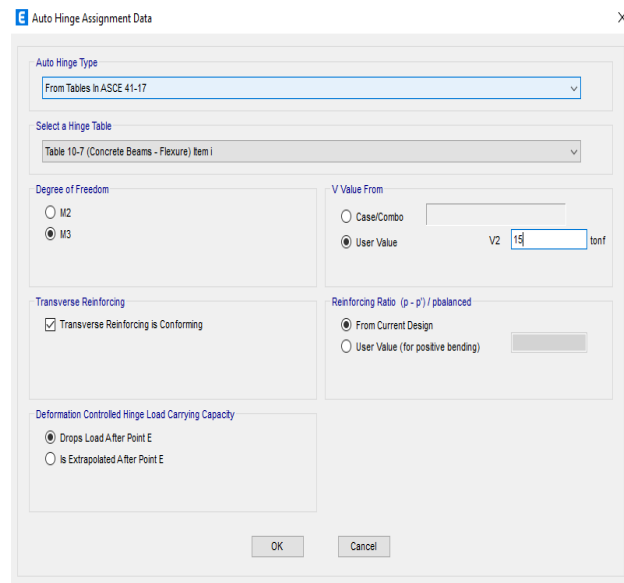 E Auto Hinge Assignment Data X
Auto Hinge Type
From Tables In ASCE 41-17
Select a Hinge Table
Table 10-7 (Concrete Beams - Flexure) Item i
Degree of Freedom
M2
M3
V Value From
Case/Combo
User Value V2 15 tonf
Transverse Reinforcing
Transverse Reinforcing is Conforming
Reinforcing Ratio (p - p') / pbalanced
From Current Design
User Value (for positive bending)
Deformation Controlled Hinge Load Carrying Capacity
Drops Load After Point E
Is Extrapolated After Point E
OK Cancel